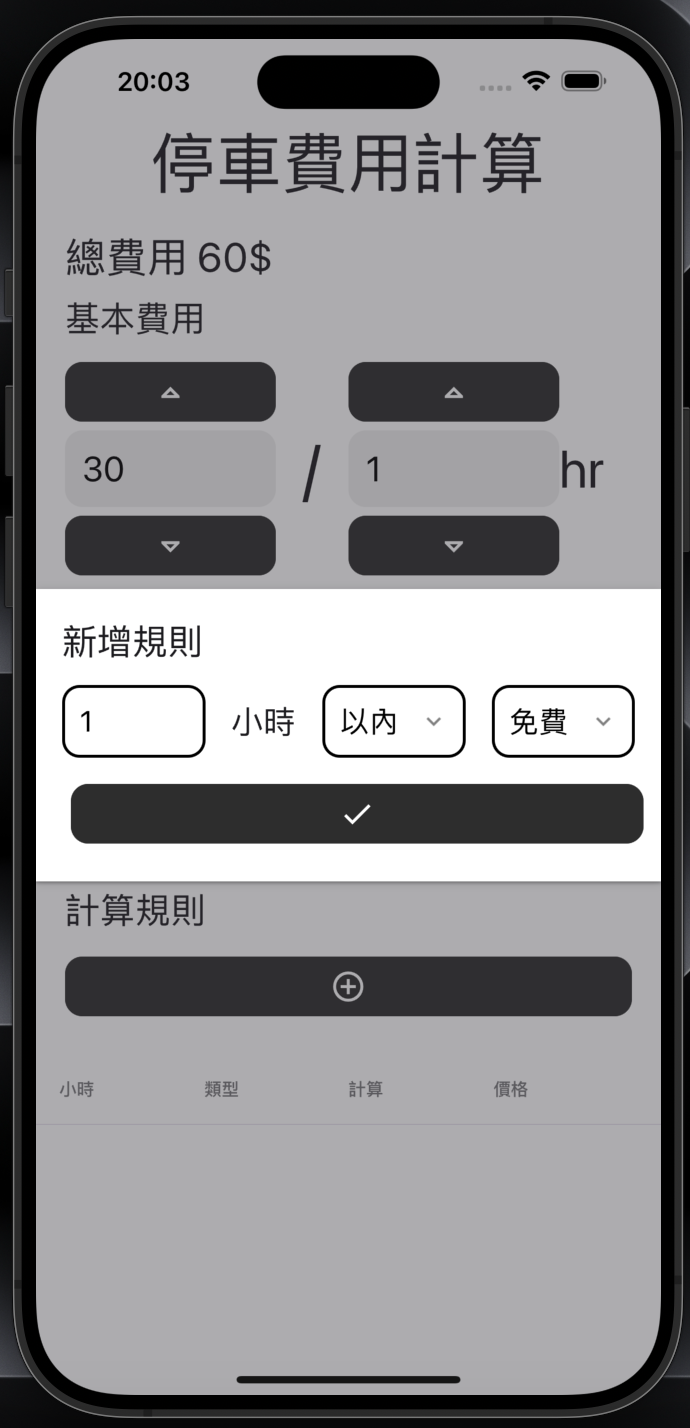 20:03
停車費用計算
總費用 60$
基本費用
30 / 1 hr
新增規則
1 小時 以內 免費
計算規則
小時 類型 計算 價格